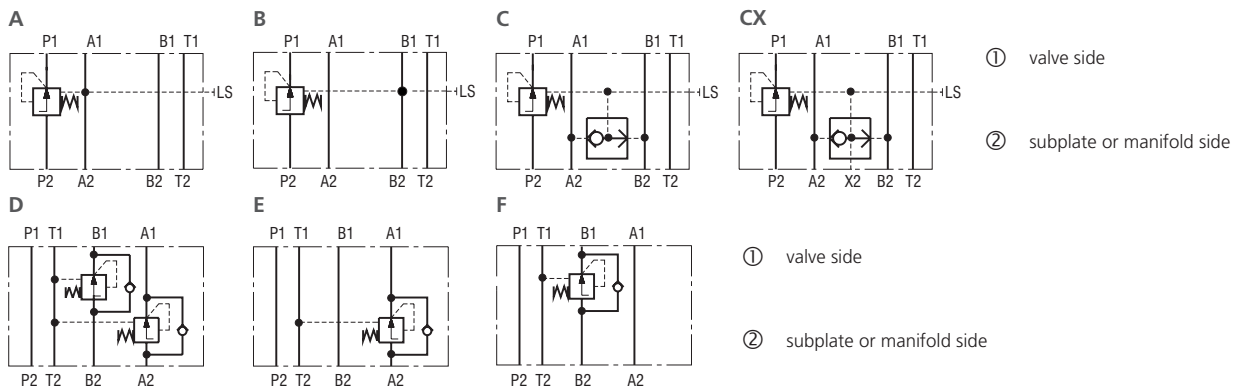 A B C CX
P1 A1 B1 T1 P1 A1 B1 T1 P1 A1 B1 T1 P1 A1 B1 T1
① valve side
LS LS LS LS
② subplate or manifold side
P2 A2 B2 T2 P2 A2 B2 T2 P2 A2 B2 T2 P2 A2 X2 B2 T2
D E F
P1 T1 B1 A1 P1 T1 B1 A1 P1 T1 B1 A1
① valve side
② subplate or manifold side
P2 T2 B2 A2 P2 T2 B2 A2 P2 T2 B2 A2